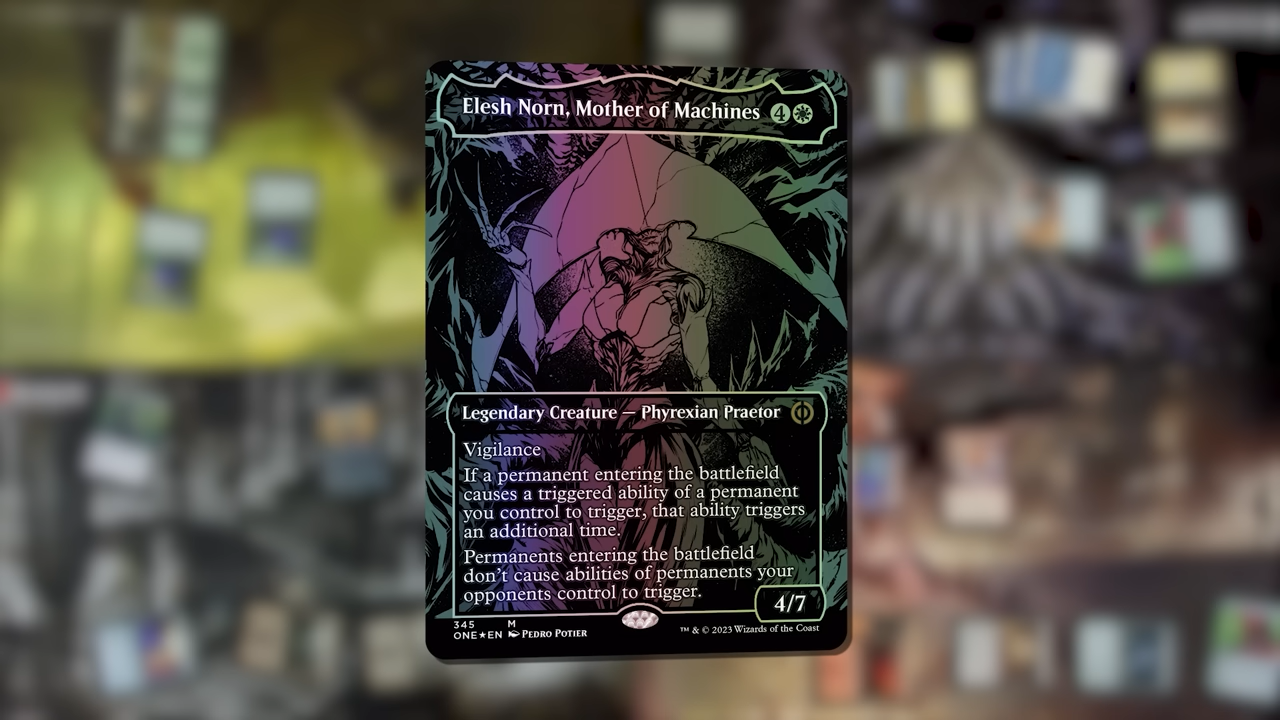 Elesh Norn, Mother of Machines 4
Legendary Creature — Phyrexian Praetor
Vigilance
If a permanent entering the battlefield
causes a triggered ability of a permanent
you control to trigger, that ability triggers
an additional time.
Permanents entering the battlefield
don't cause abilities of permanents your
opponents control to trigger.
4/7
345 M
ONE★EN Pedro Potier
™ & © 2023 Wizards of the Coast